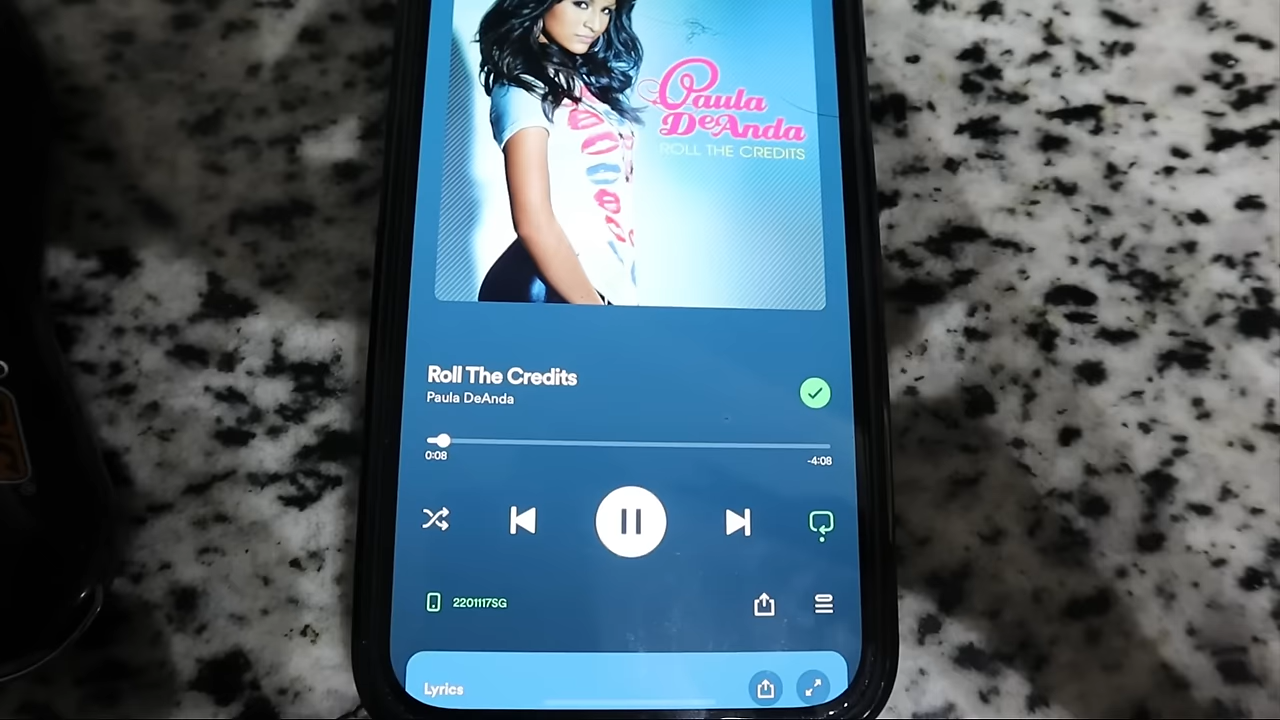 Paula
DeAnda
ROLL THE CREDITS
Roll The Credits
Paula DeAnda
0:08
-4:08
2201117SG
Lyrics